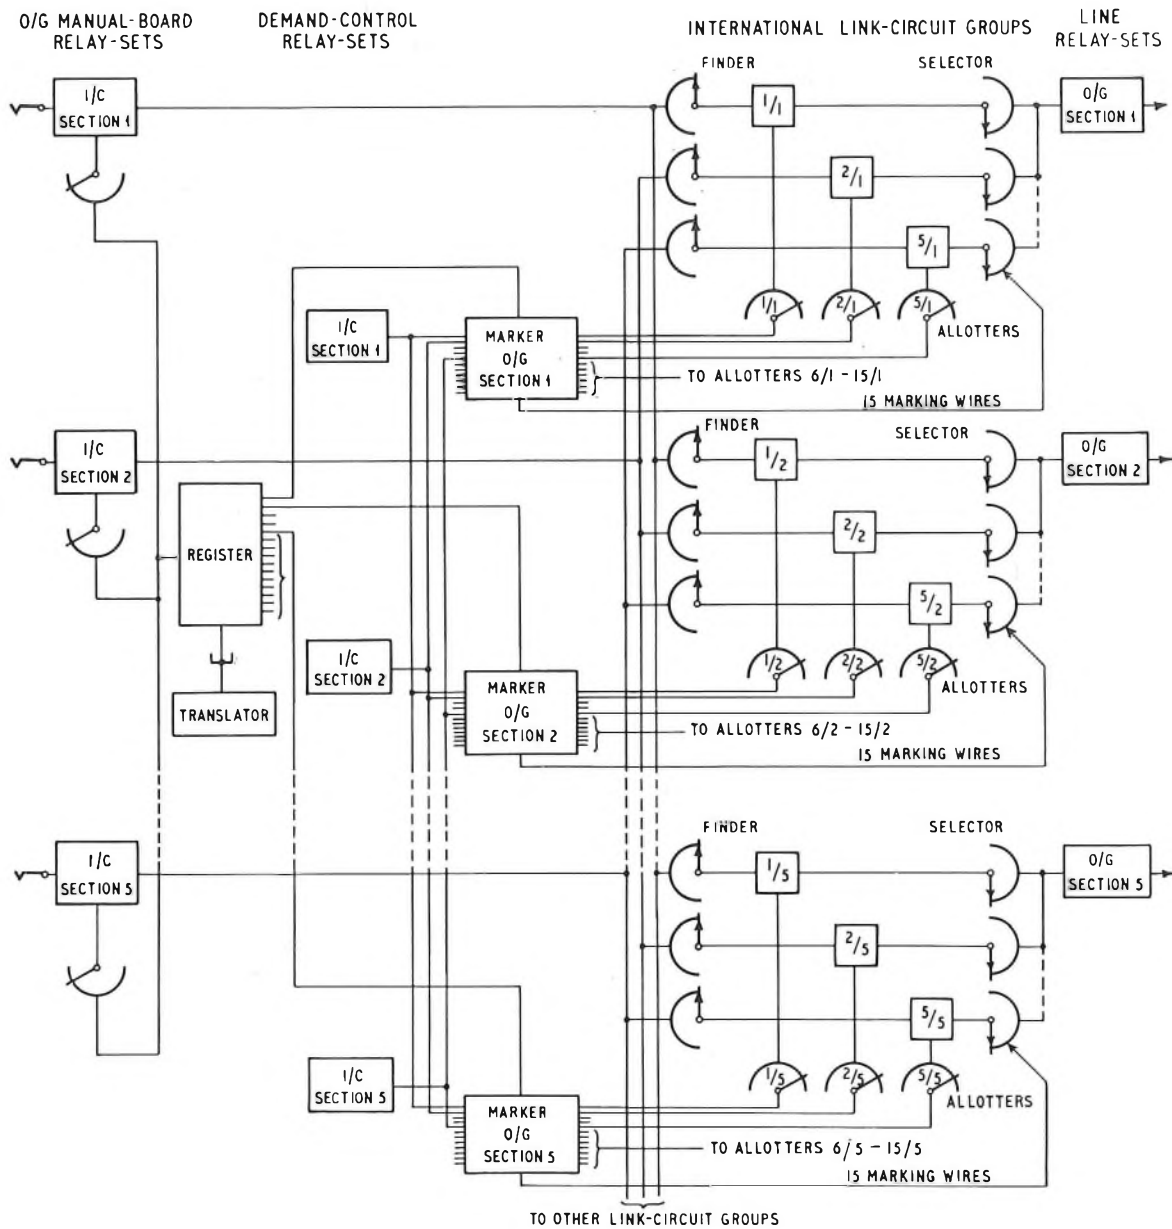 O/G MANUAL-BOARD
RELAY-SETS
DEMAND-CONTROL
RELAY-SETS
INTERNATIONAL LINK-CIRCUIT GROUPS
LINE
RELAY-SETS
FINDER
SELECTOR
I/C
SECTION 1
1/1
O/G
SECTION 1
2/1
5/1
1/1
2/1
5/1
ALLOTTERS
I/C
SECTION 1
MARKER
O/G
SECTION 1
TO ALLOTTERS 6/1 - 15/1
15 MARKING WIRES
FINDER
SELECTOR
I/C
SECTION 2
1/2
O/G
SECTION 2
2/2
REGISTER
5/2
I/C
SECTION 2
1/2
2/2
5/2
ALLOTTERS
MARKER
O/G
SECTION 2
TRANSLATOR
TO ALLOTTERS 6/2 - 15/2
15 MARKING WIRES
FINDER
SELECTOR
I/C
SECTION 5
1/5
O/G
SECTION 5
2/5
5/5
I/C
SECTION 5
1/5
2/5
5/5
ALLOTTERS
MARKER
O/G
SECTION 5
TO ALLOTTERS 6/5 - 15/5
15 MARKING WIRES
TO OTHER LINK-CIRCUIT GROUPS